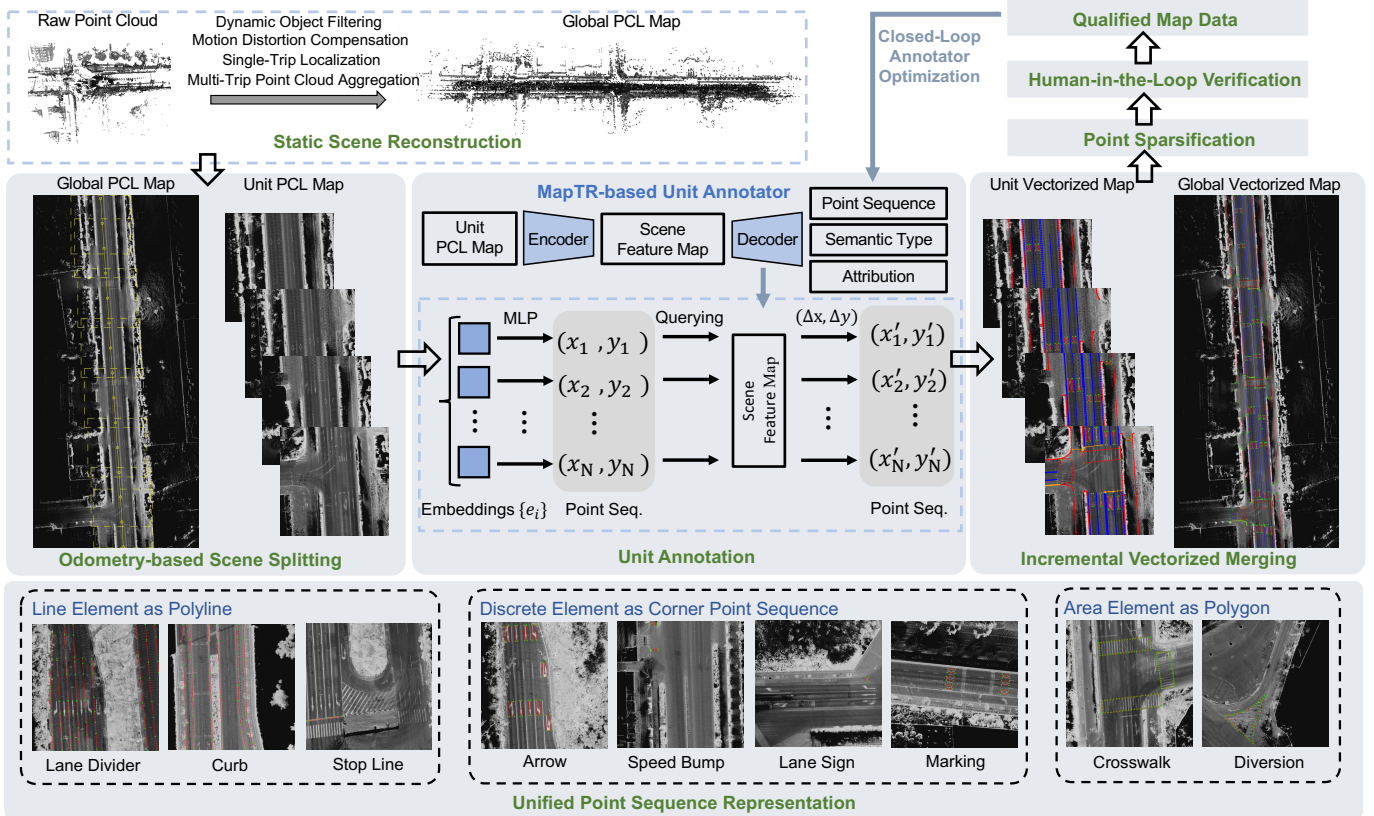 Raw Point Cloud
Dynamic Object Filtering
Motion Distortion Compensation
Single-Trip Localization
Multi-Trip Point Cloud Aggregation
Global PCL Map
Static Scene Reconstruction
Closed-Loop
Annotator
Optimization
Qualified Map Data
Human-in-the-Loop Verification
Point Sparsification
Global PCL Map
Unit PCL Map
Odometry-based Scene Splitting
MapTR-based Unit Annotator
Unit
PCL Map
Encoder
Scene
Feature Map
Decoder
Point Sequence
Semantic Type
Attribution
MLP
Querying
(Δx, Δy)
(x₁ , y₁ )
(x₂ , y₂ )
(x_N , y_N )
Scene
Feature Map
(x′₁, y′₁)
(x′₂, y′₂)
(x′_N, y′_N)
Embeddings {eᵢ}
Point Seq.
Point Seq.
Unit Annotation
Unit Vectorized Map
Global Vectorized Map
Incremental Vectorized Merging
Line Element as Polyline
Lane Divider
Curb
Stop Line
Discrete Element as Corner Point Sequence
Arrow
Speed Bump
Lane Sign
Marking
Area Element as Polygon
Crosswalk
Diversion
Unified Point Sequence Representation